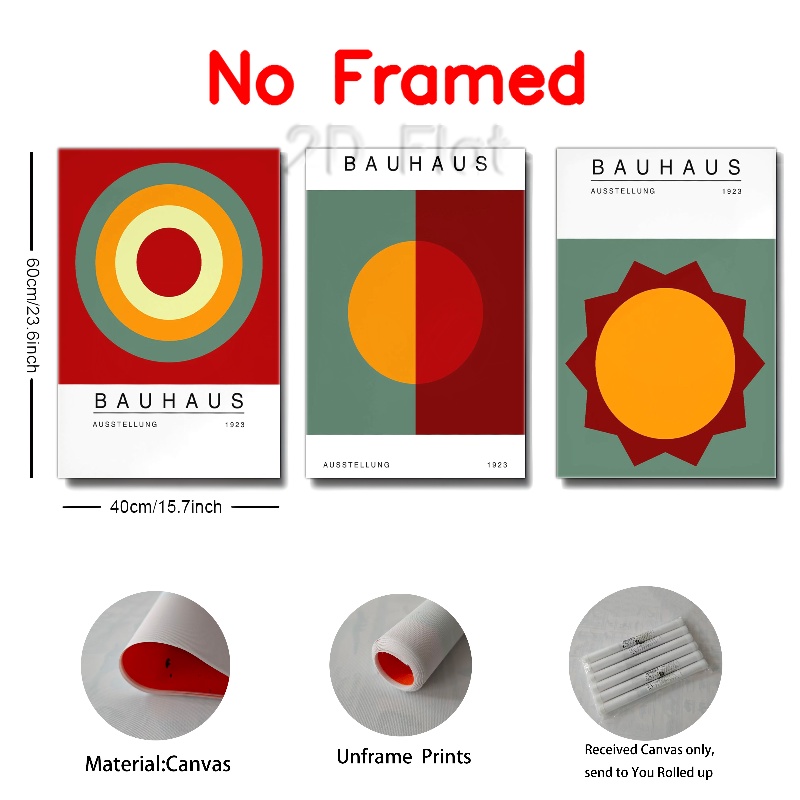 No Framed
2D Flat
60cm/23.6inch
BAUHAUS
AUSSTELLUNG 1923
40cm/15.7inch
BAUHAUS
AUSSTELLUNG 1923
BAUHAUS
AUSSTELLUNG 1923
Material:Canvas
Unframe Prints
Received Canvas only,
send to You Rolled up